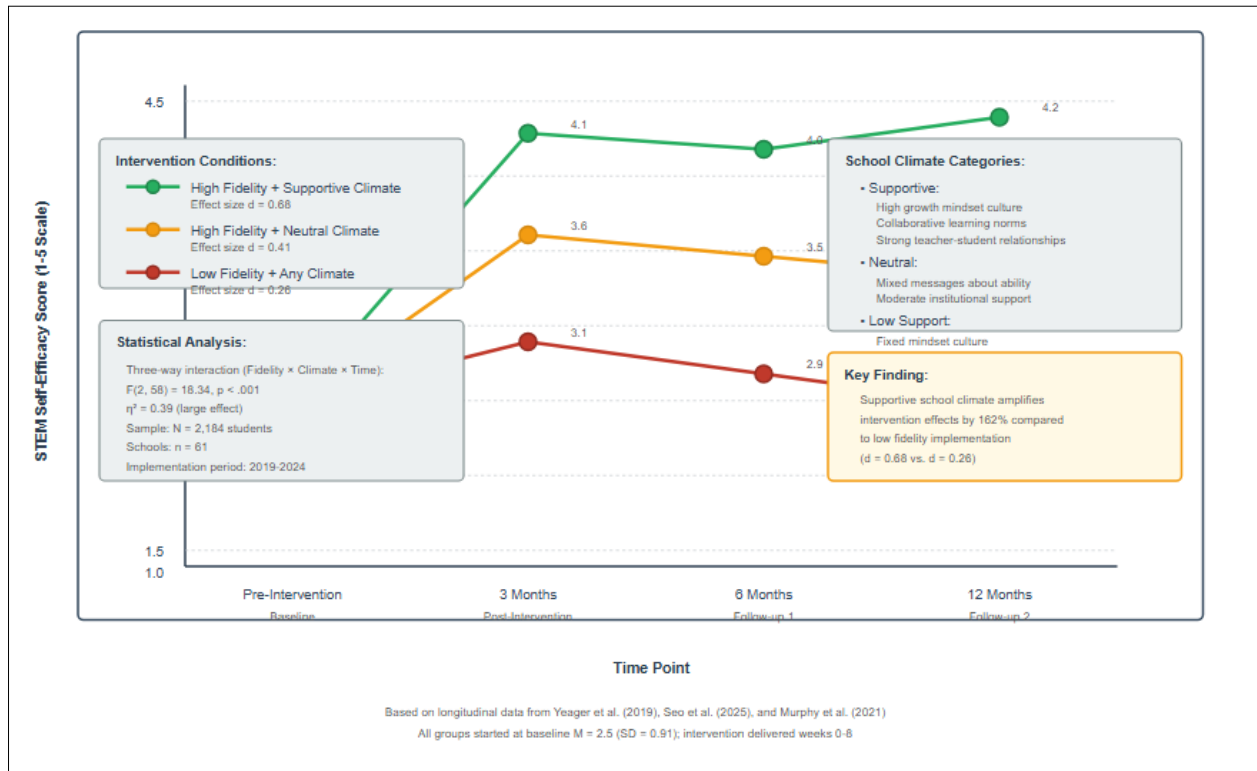 4.5
1.5
1.0
STEM Self-Efficacy Score (1-5 Scale)
4.1
4.0
4.2
3.6
3.5
3.1
2.9
Intervention Conditions:
High Fidelity + Supportive Climate
Effect size d = 0.68
High Fidelity + Neutral Climate
Effect size d = 0.41
Low Fidelity + Any Climate
Effect size d = 0.26
Statistical Analysis:
Three-way interaction (Fidelity × Climate × Time):
F(2, 58) = 18.34, p < .001
η² = 0.39 (large effect)
Sample: N = 2,184 students
Schools: n = 61
Implementation period: 2019-2024
School Climate Categories:
• Supportive:
High growth mindset culture
Collaborative learning norms
Strong teacher-student relationships
• Neutral:
Mixed messages about ability
Moderate institutional support
• Low Support:
Fixed mindset culture
Key Finding:
Supportive school climate amplifies
intervention effects by 162% compared
to low fidelity implementation
(d = 0.68 vs. d = 0.26)
Pre-Intervention
Baseline
3 Months
Post-Intervention
6 Months
Follow-up 1
12 Months
Follow-up 2
Time Point
Based on longitudinal data from Yeager et al. (2019), Seo et al. (2025), and Murphy et al. (2021)
All groups started at baseline M = 2.5 (SD = 0.91); intervention delivered weeks 0-8